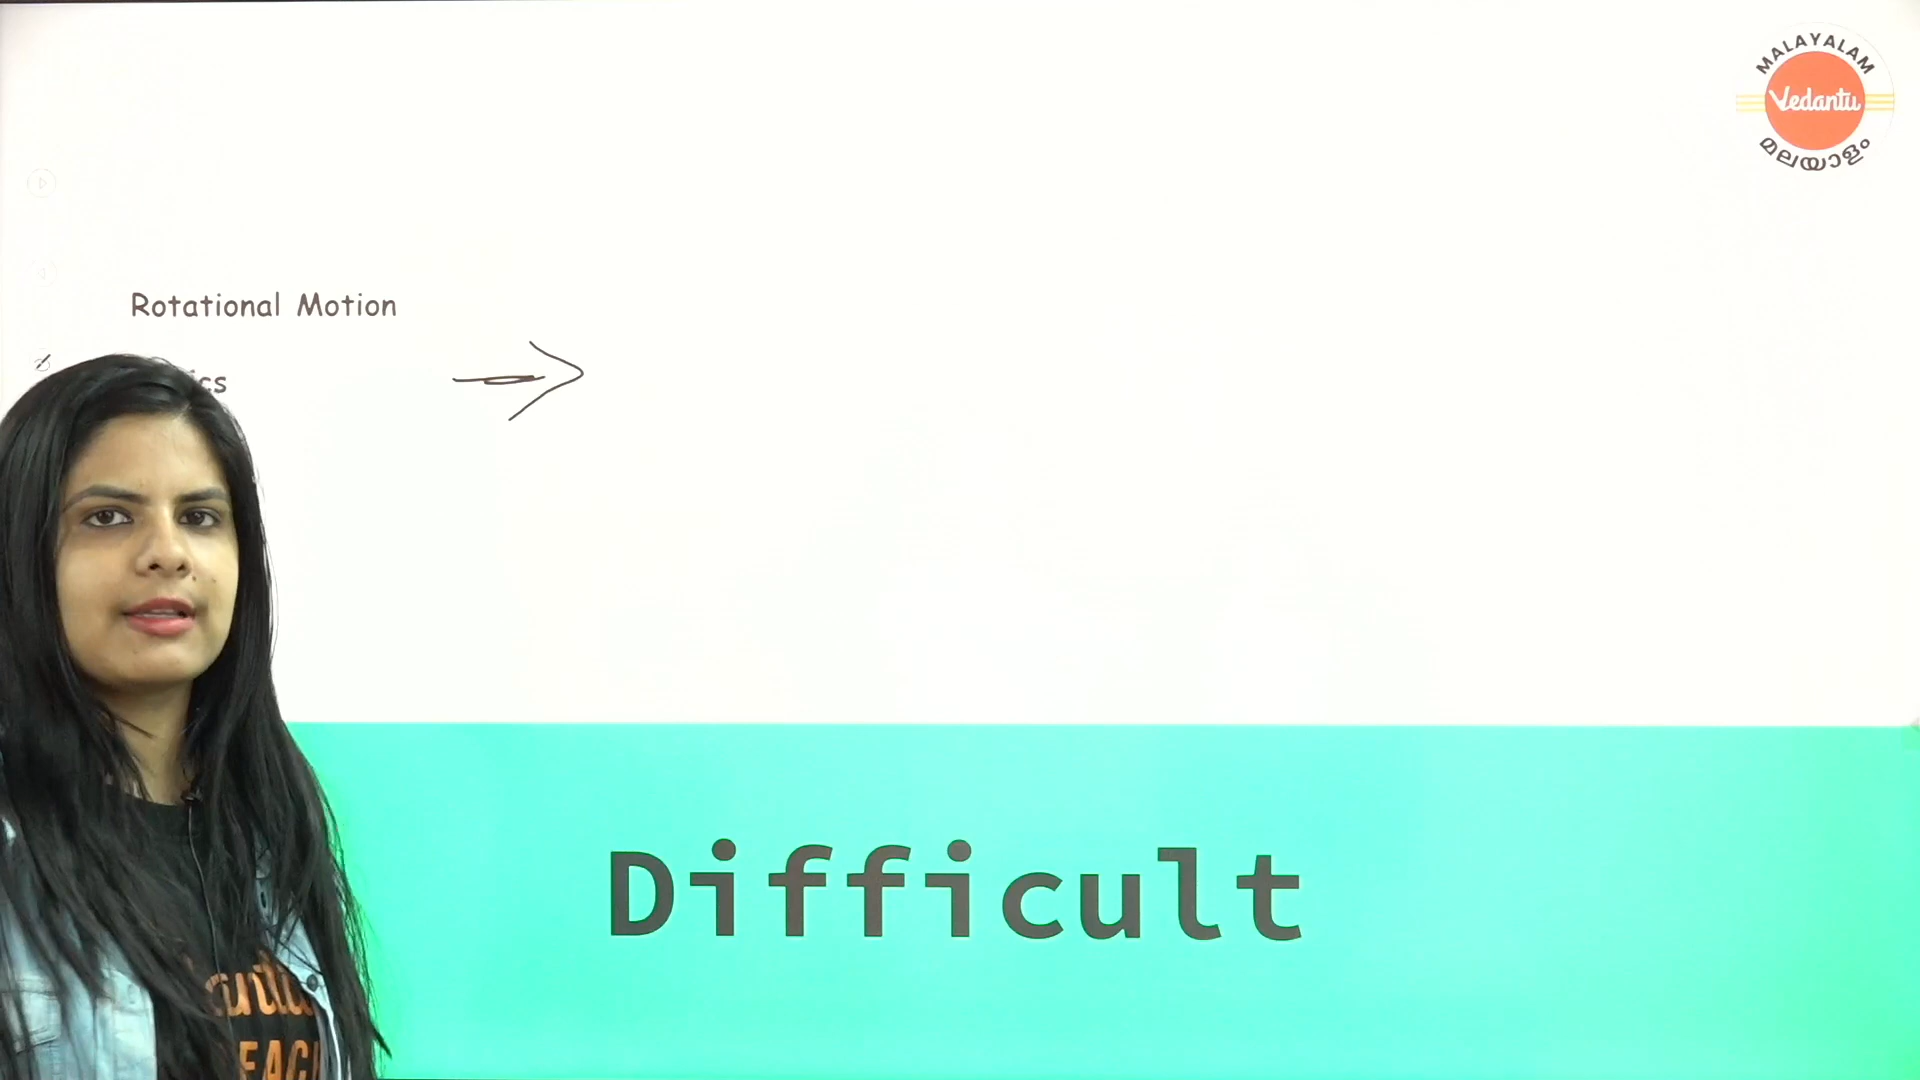 MALAYALAM
Vedantu
മലയാളം
Rotational Motion
Difficult